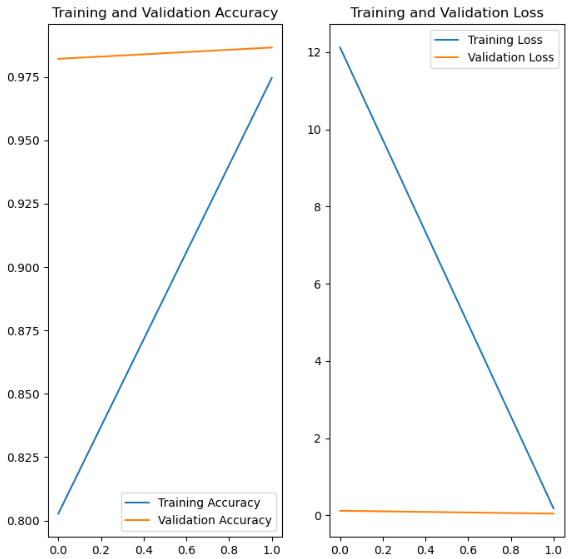 Training and Validation Accuracy
0.975
0.950
0.925
0.900
0.875
0.850
0.825
0.800
Training Accuracy
Validation Accuracy
0.0 0.2 0.4 0.6 0.8 1.0
Training and Validation Loss
12
10
8
6
4
2
0
Training Loss
Validation Loss
0.0 0.2 0.4 0.6 0.8 1.0